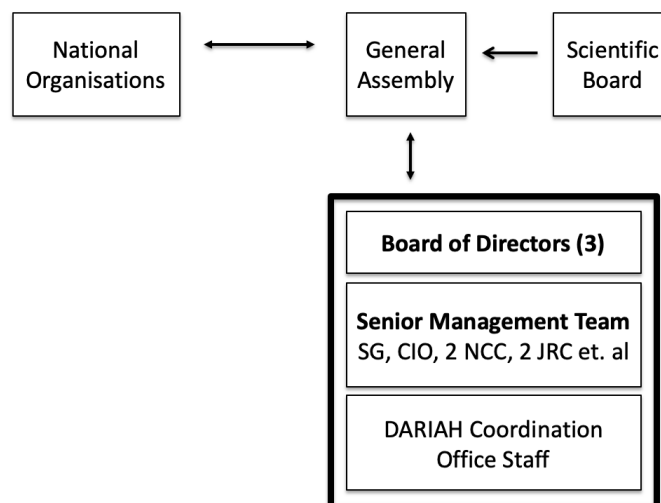 National
Organisations
General
Assembly
Scientific
Board
Board of Directors (3)
Senior Management Team
SG, CIO, 2 NCC, 2 JRC et. al
DARIAH Coordination
Office Staff